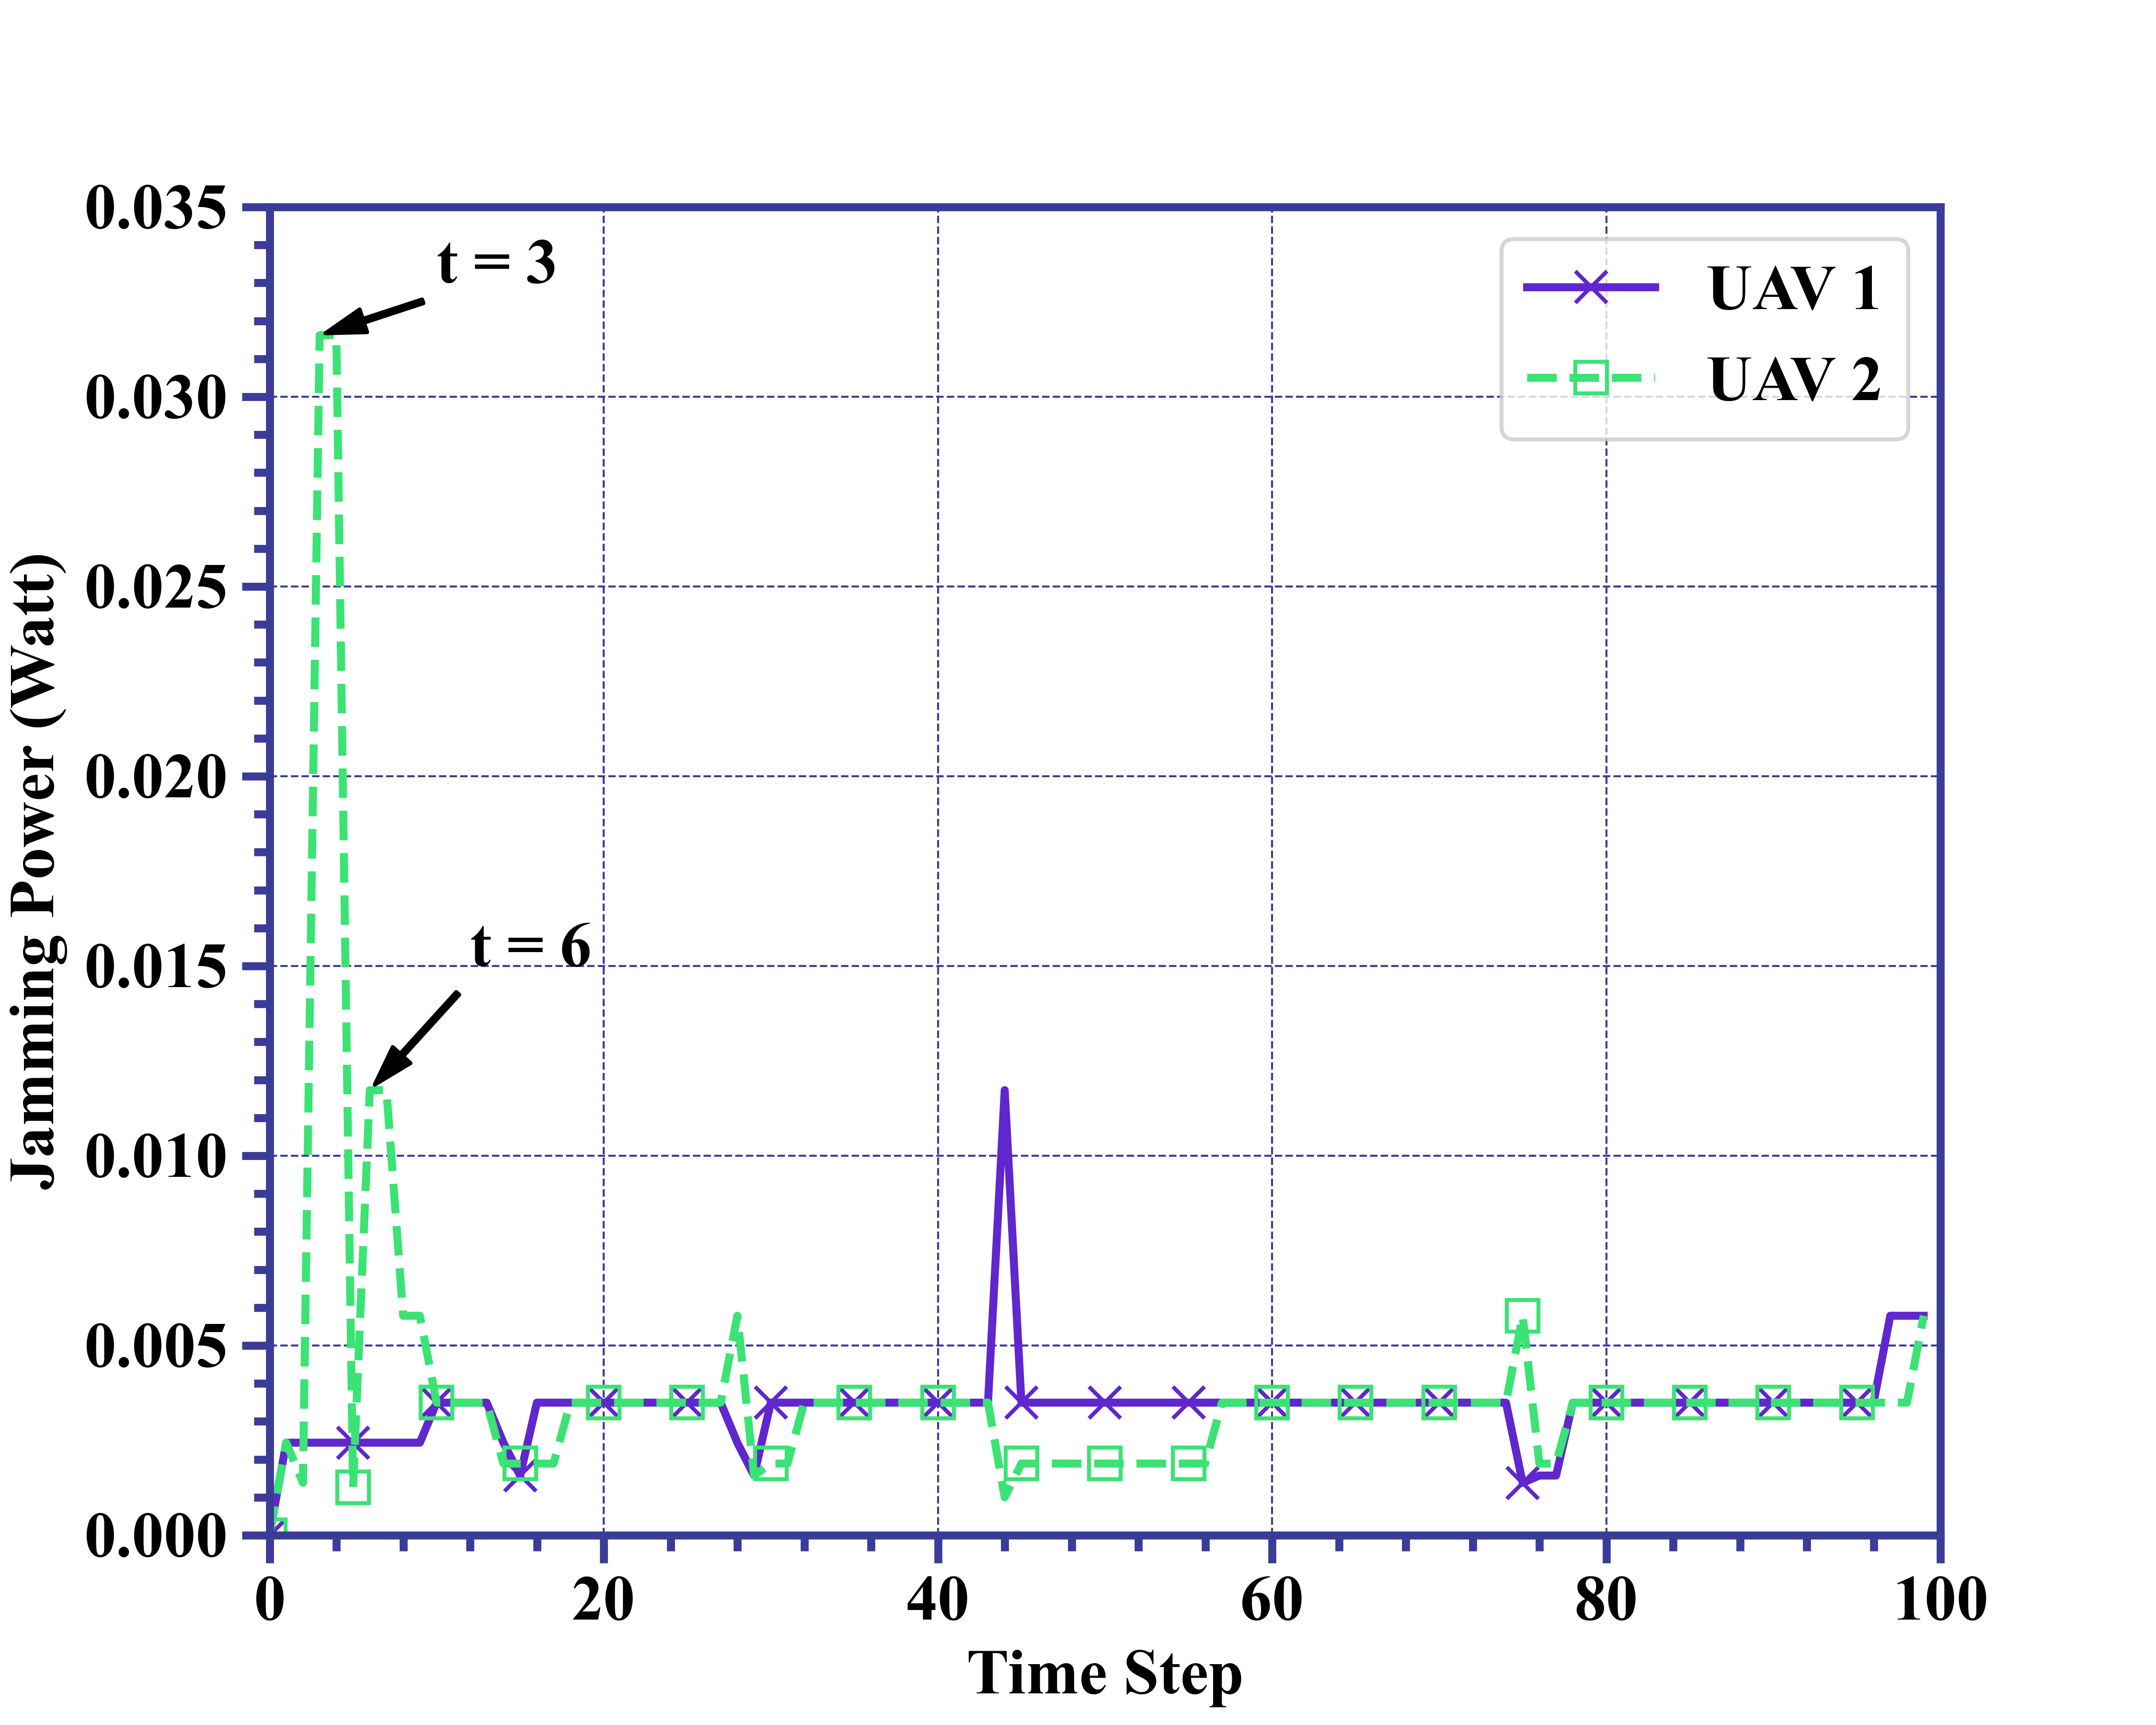 0.035
0.030
0.025
0.020
0.015
0.010
0.005
0.000
Jamming Power (Watt)
t = 3
t = 6
UAV 1
UAV 2
0 20 40 60 80 100
Time Step